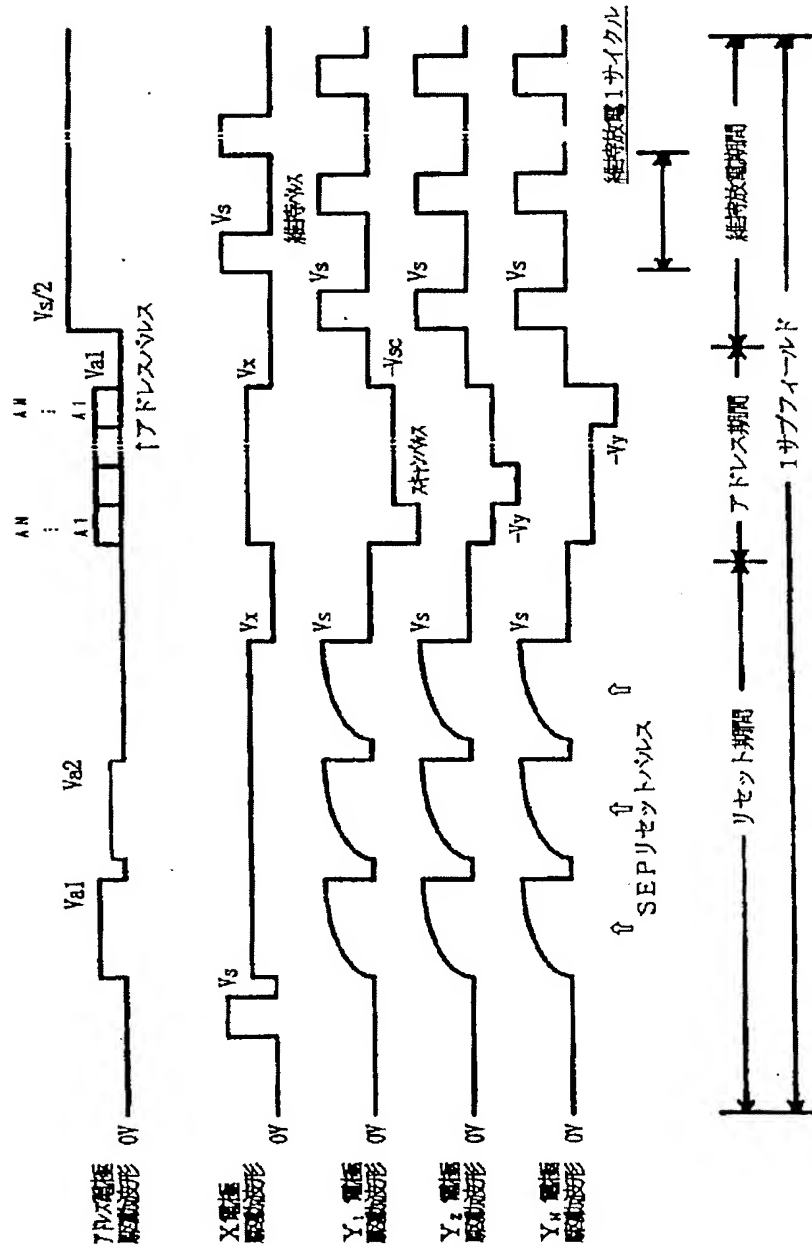 アドレス電極
駆動波形
0V
Va1
Va2
AN
⋮
A1
AN
⋮
A1
Va1
↑アドレスパルス
Vs/2
X電極
駆動波形
0V
Vs
Vx
Vx
Vs
維持パルス
Y₁電極
駆動波形
0V
Vs
スキャンパルス
-Vsc
Vs
Y₂電極
駆動波形
0V
Vs
-Vy
Vs
Y_N電極
駆動波形
0V
Vs
-Vy
Vs
⇧ ⇧ ⇧
SEPリセットパルス
維持放電1サイクル
リセット期間
アドレス期間
維持放電期間
1サブフィールド